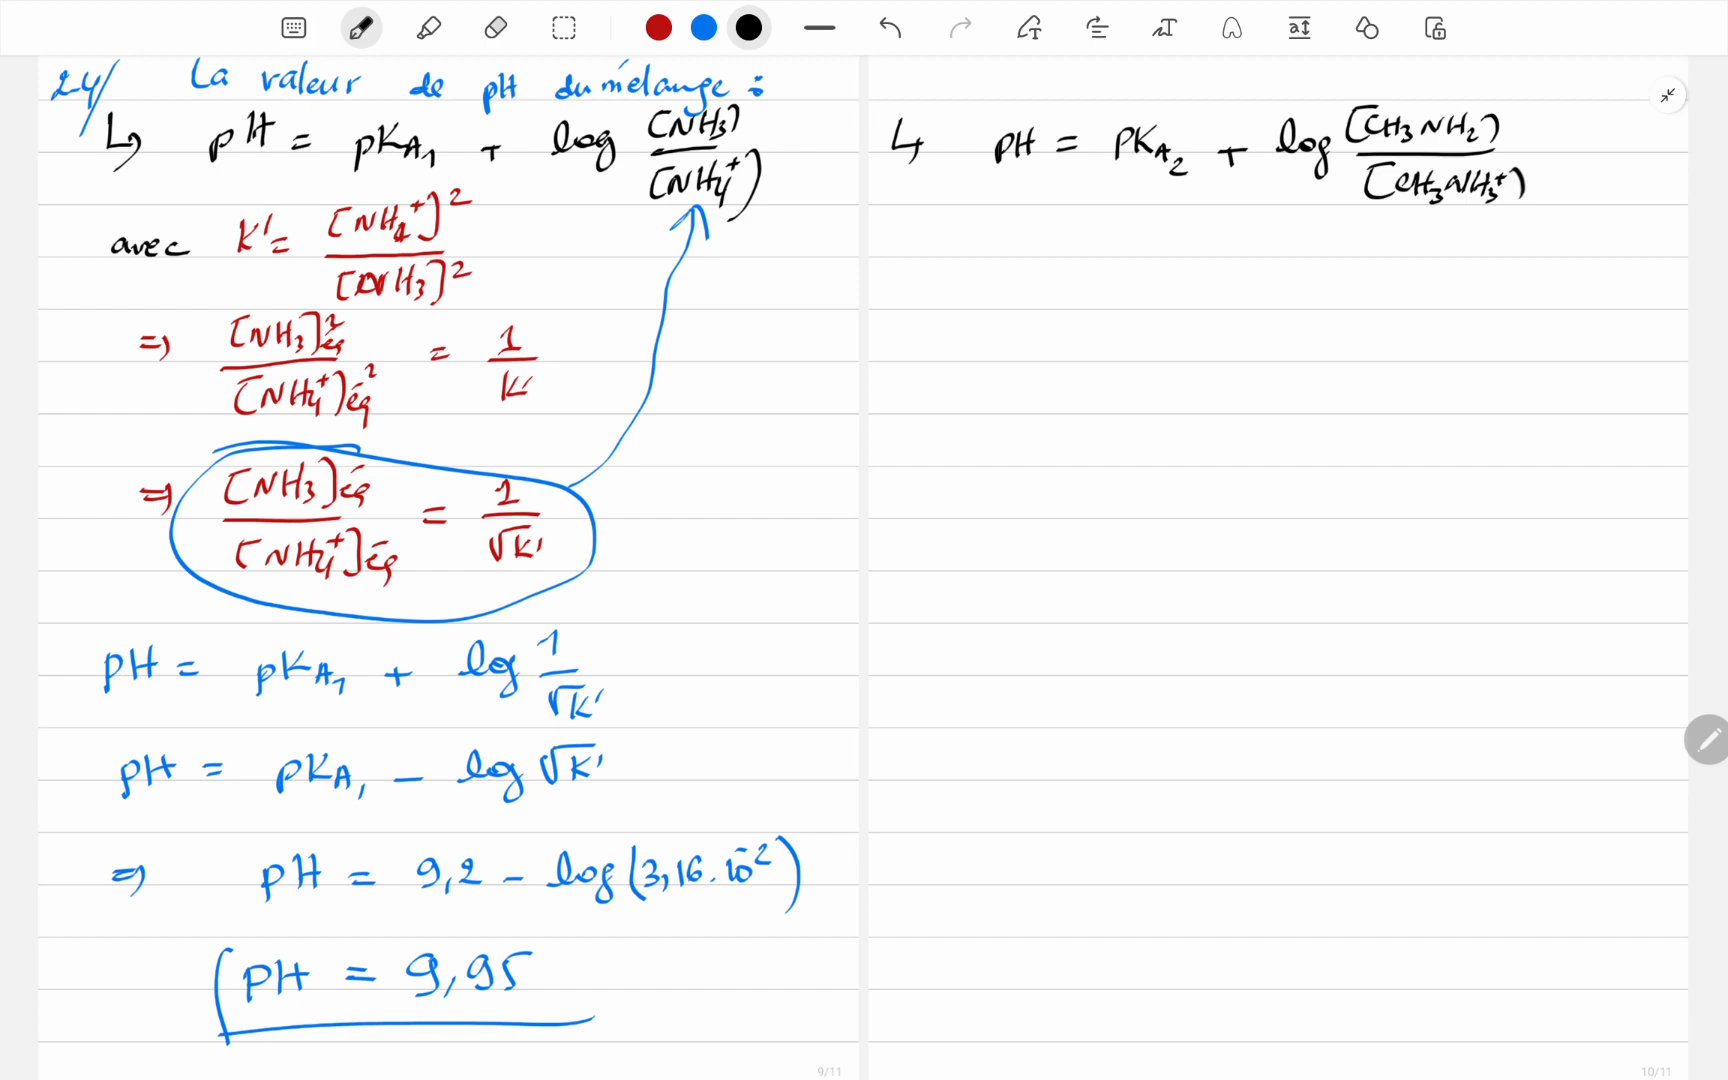 24/ La valeur de pH du mélange :
↳ pH = pKA1 + log [NH3] / [NH4+]
avec K' = [NH4+]² / [NH3]²
=> [NH3]²éq / [NH4+]éq² = 1 / K'
=> [NH3]éq / [NH4+]éq = 1 / √K'
pH = pKA1 + log 1 / √K'
pH = pKA1 - log √K'
=> pH = 9,2 - log (3,16.10^-2)
pH = 9,95
9/11
↳ pH = PKA2 + log [CH3NH2] / [CH3NH3+]
10/11